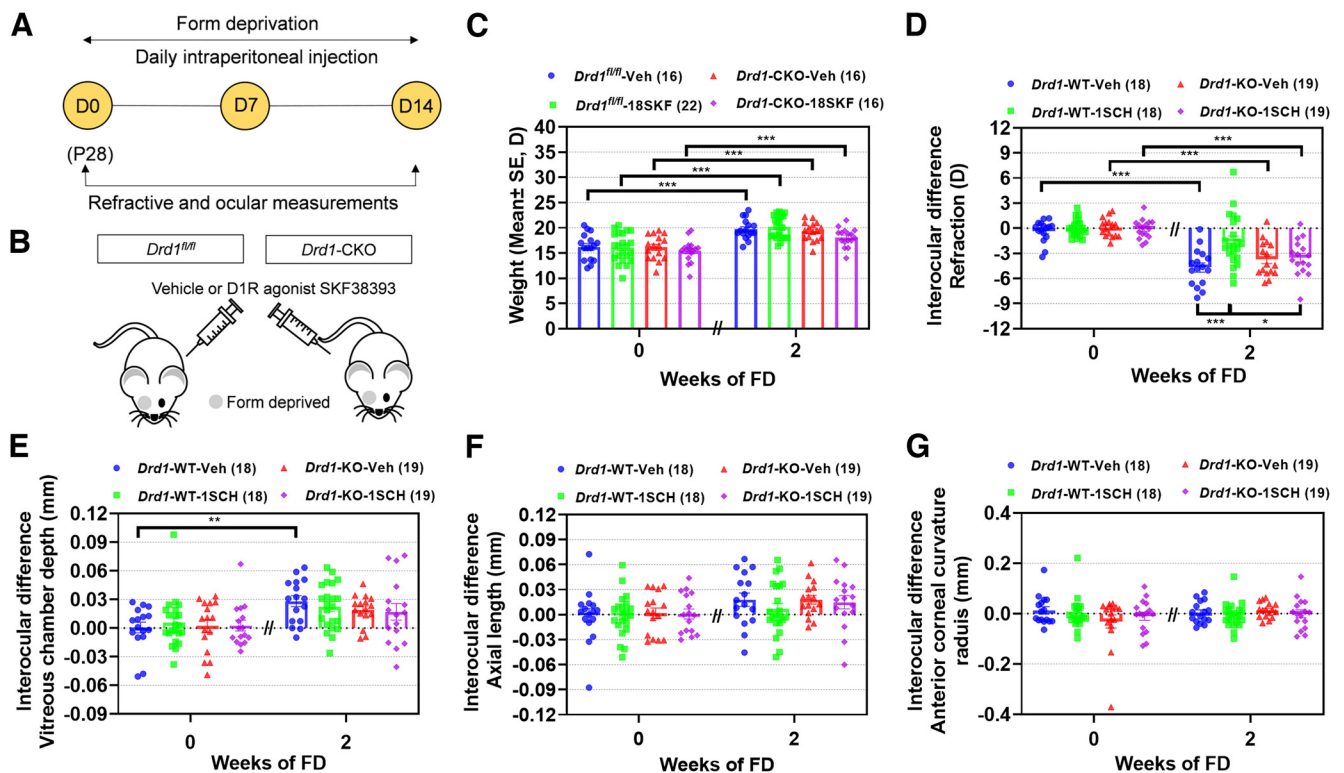 A
Form deprivation
Daily intraperitoneal injection
D0
D7
D14
(P28)
Refractive and ocular measurements
B
Drd1fl/fl
Drd1-CKO
Vehicle or D1R agonist SKF38393
Form deprived
C
Drd1fl/fl-Veh (16)
Drd1-CKO-Veh (16)
Drd1fl/fl-18SKF (22)
Drd1-CKO-18SKF (16)
Weight (Mean± SE, D)
40
35
30
25
20
15
10
5
0
***
***
***
***
//
0
2
Weeks of FD
D
Drd1-WT-Veh (18)
Drd1-KO-Veh (19)
Drd1-WT-1SCH (18)
Drd1-KO-1SCH (19)
Interocular difference
Refraction (D)
12
9
6
3
0
-3
-6
-9
-12
***
***
***
***
*
//
0
2
Weeks of FD
E
Drd1-WT-Veh (18)
Drd1-KO-Veh (19)
Drd1-WT-1SCH (18)
Drd1-KO-1SCH (19)
Interocular difference
Vitreous chamber depth (mm)
0.12
0.09
0.06
0.03
0.00
-0.03
-0.06
-0.09
**
//
0
2
Weeks of FD
F
Drd1-WT-Veh (18)
Drd1-KO-Veh (19)
Drd1-WT-1SCH (18)
Drd1-KO-1SCH (19)
Interocular difference
Axial length (mm)
0.12
0.09
0.06
0.03
0.00
-0.03
-0.06
-0.09
-0.12
//
0
2
Weeks of FD
G
Drd1-WT-Veh (18)
Drd1-KO-Veh (19)
Drd1-WT-1SCH (18)
Drd1-KO-1SCH (19)
Interocular difference
Anterior corneal curvature
raduis (mm)
0.4
0.2
0.0
-0.2
-0.4
//
0
2
Weeks of FD